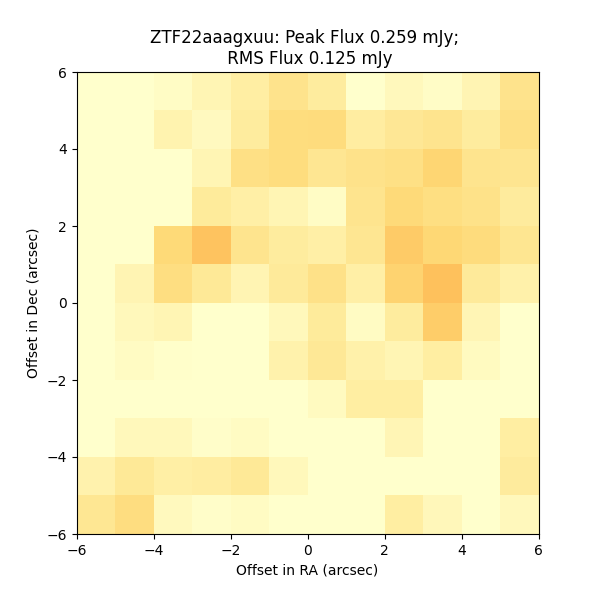 ZTF22aaagxuu: Peak Flux 0.259 mJy;
RMS Flux 0.125 mJy
6
4
2
0
−2
−4
−6
Offset in Dec (arcsec)
−6 −4 −2 0 2 4 6
Offset in RA (arcsec)